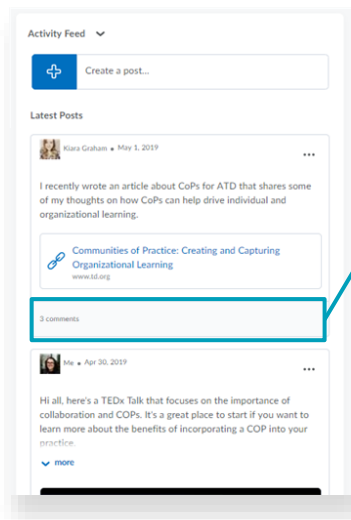 Activity Feed
Create a post...
Latest Posts
Kiara Graham • May 1, 2019
I recently wrote an article about CoPs for ATD that shares some
of my thoughts on how CoPs can help drive individual and
organizational learning.
Communities of Practice: Creating and Capturing
Organizational Learning
www.td.org
3 comments
Me • Apr 30, 2019
Hi all, here's a TEDx Talk that focuses on the importance of
collaboration and COPs. It's a great place to start if you want to
learn more about the benefits of incorporating a COP into your
practice.
more